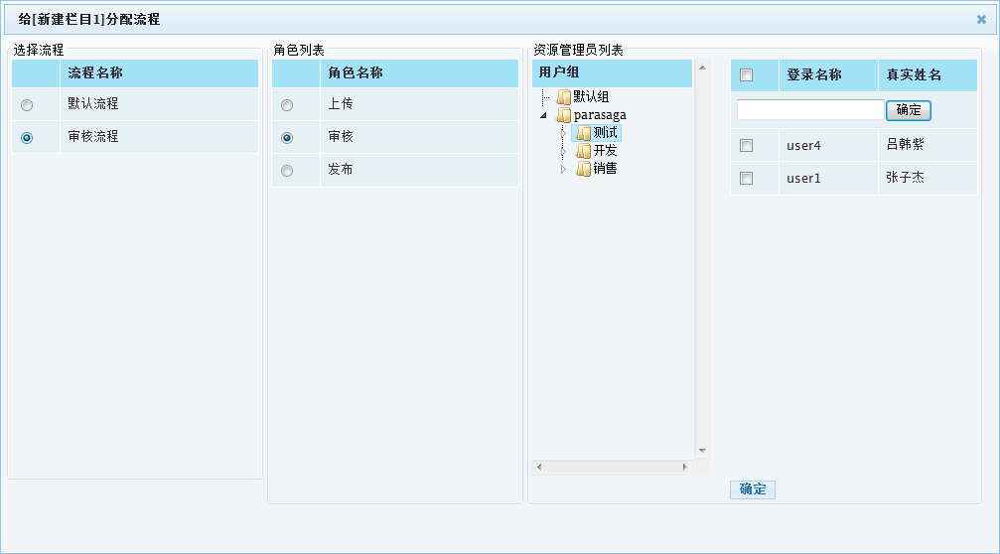 给[新建栏目1]分配流程
选择流程
流程名称
默认流程
审核流程
角色列表
角色名称
上传
审核
发布
资源管理员列表
用户组
默认组
parasaga
测试
开发
销售
登录名称 真实姓名
确定
user4 吕韩紫
user1 张子杰
确定